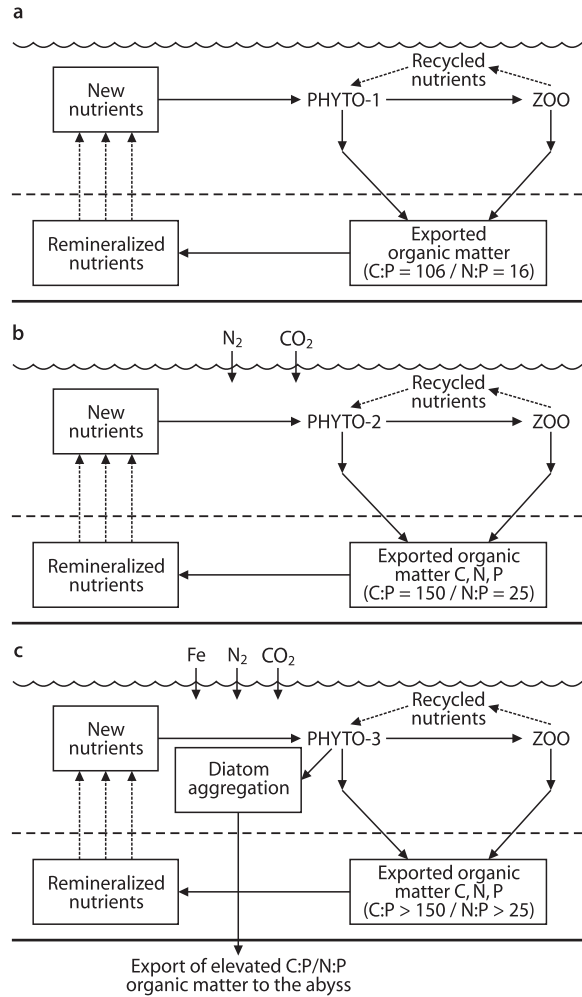 a
Recycled
nutrients
New
nutrients
PHYTO-1
ZOO
Remineralized
nutrients
Exported
organic matter
(C:P = 106 / N:P = 16)
b
N₂
CO₂
Recycled
nutrients
New
nutrients
PHYTO-2
ZOO
Remineralized
nutrients
Exported organic
matter C, N, P
(C:P = 150 / N:P = 25)
c
Fe
N₂
CO₂
Recycled
nutrients
New
nutrients
PHYTO-3
ZOO
Diatom
aggregation
Remineralized
nutrients
Exported organic
matter C, N, P
(C:P > 150 / N:P > 25)
Export of elevated C:P/N:P
organic matter to the abyss